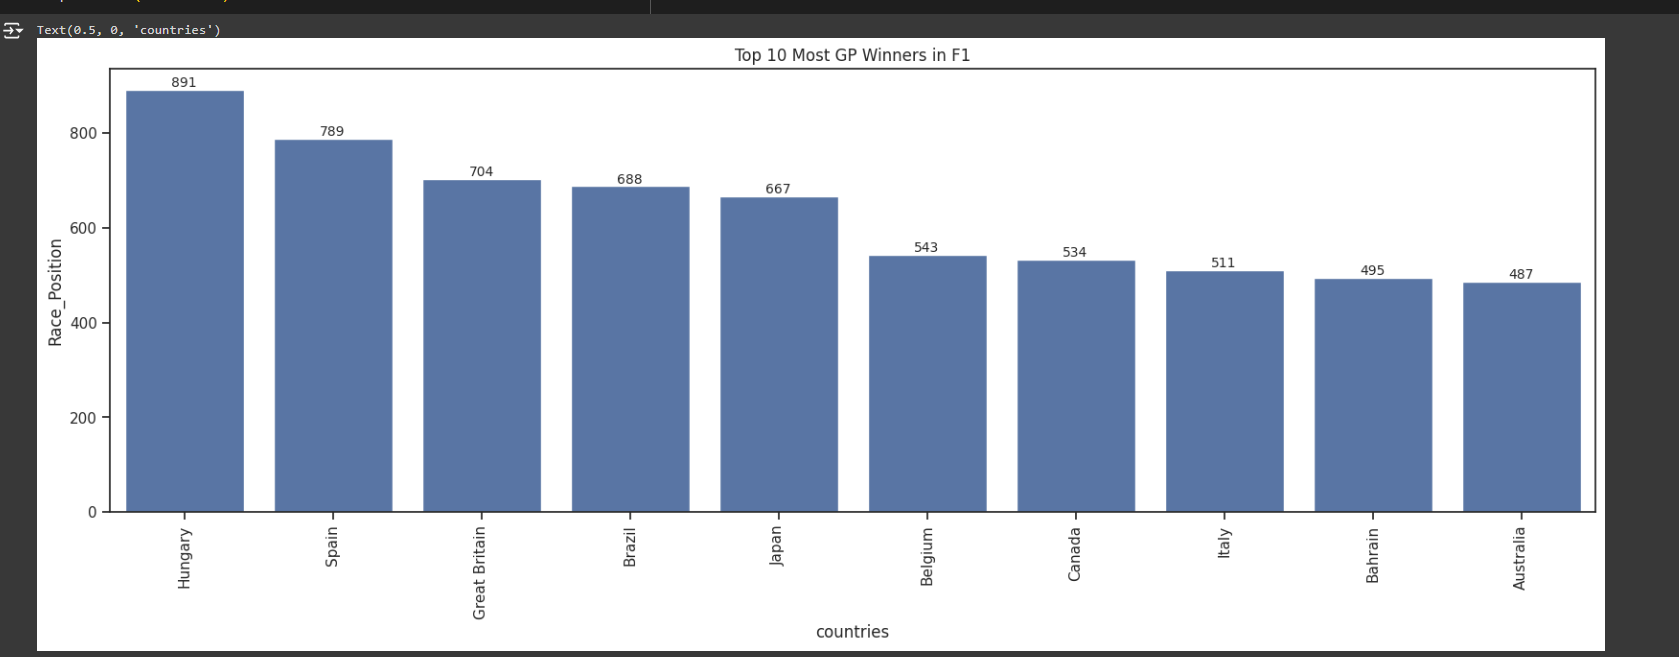 Text(0.5, 0, 'countries')
Top 10 Most GP Winners in F1
891
789
704
688
667
543
534
511
495
487
800
600
400
200
0
Race_Position
Hungary
Spain
Great Britain
Brazil
Japan
Belgium
Canada
Italy
Bahrain
Australia
countries